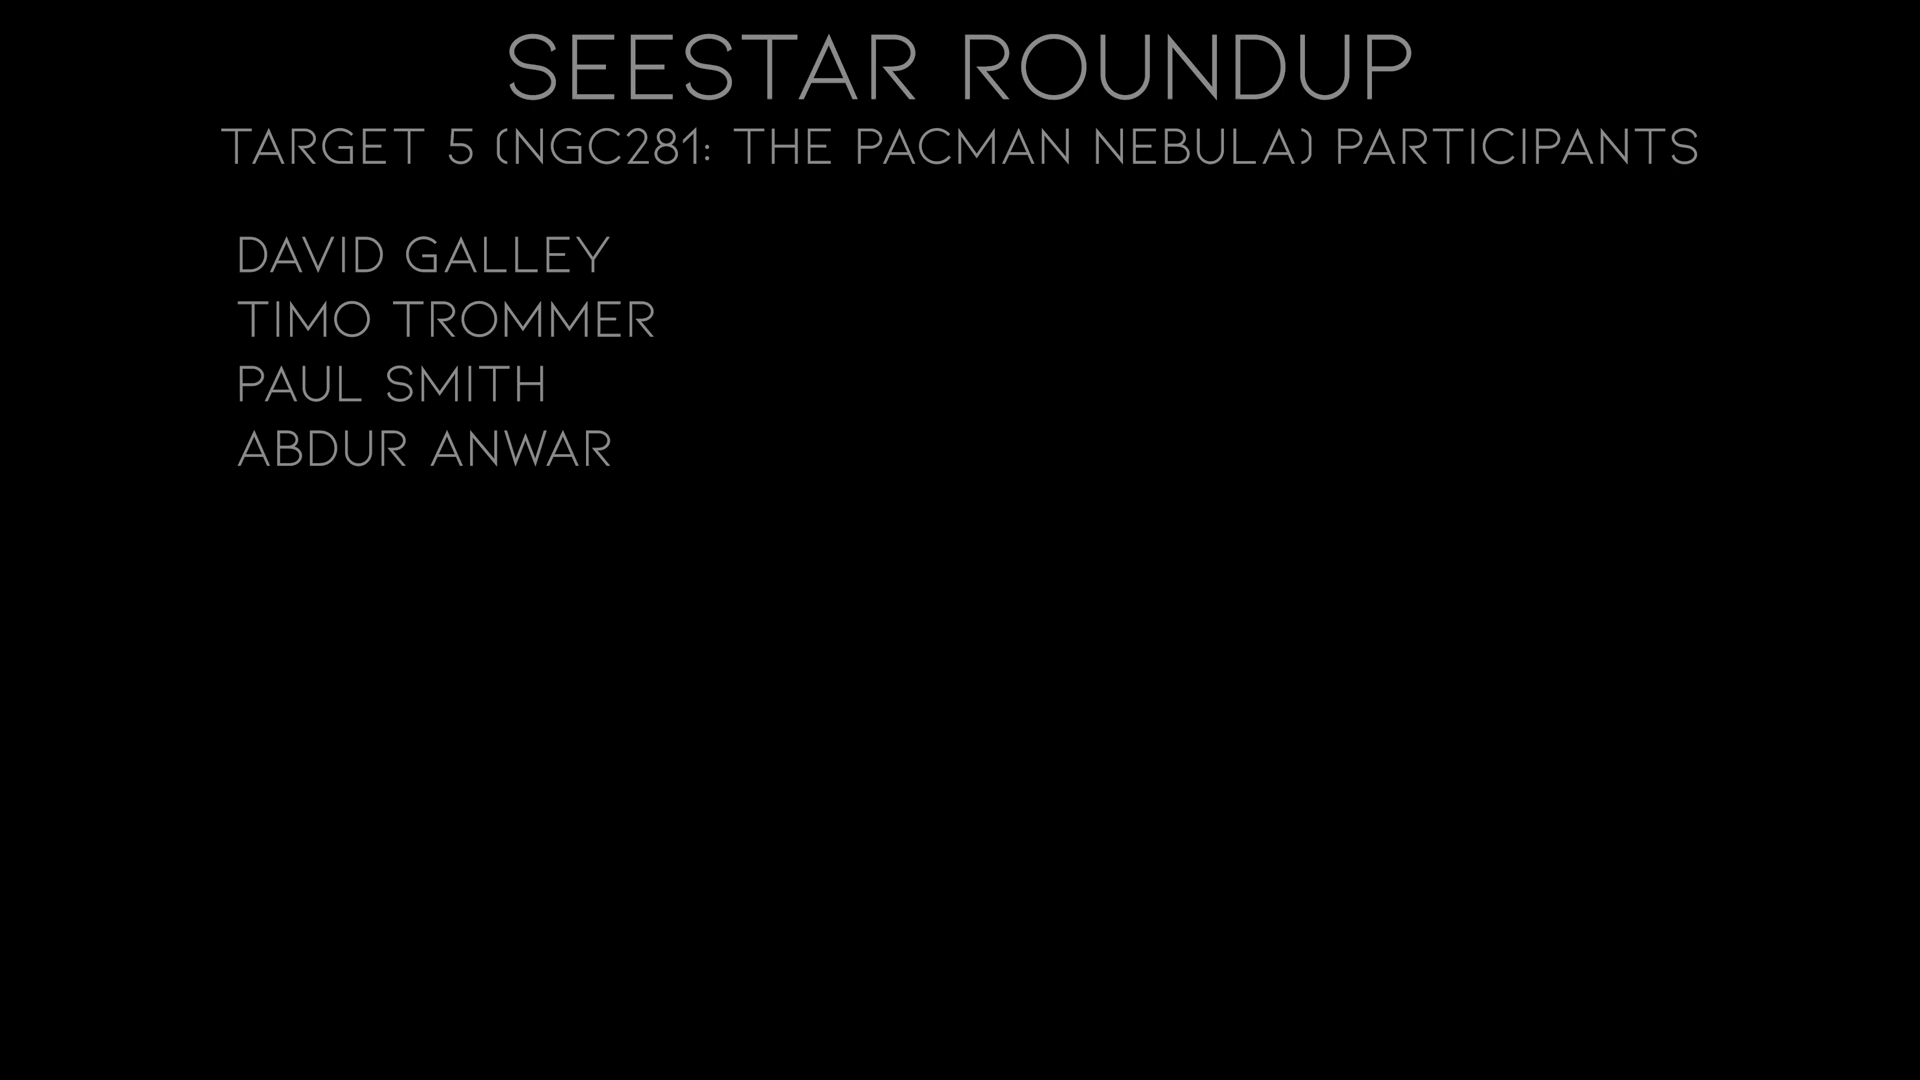 SEESTAR ROUNDUP
TARGET 5 (NGC281: THE PACMAN NEBULA) PARTICIPANTS
DAVID GALLEY
TIMO TROMMER
PAUL SMITH
ABDUR ANWAR